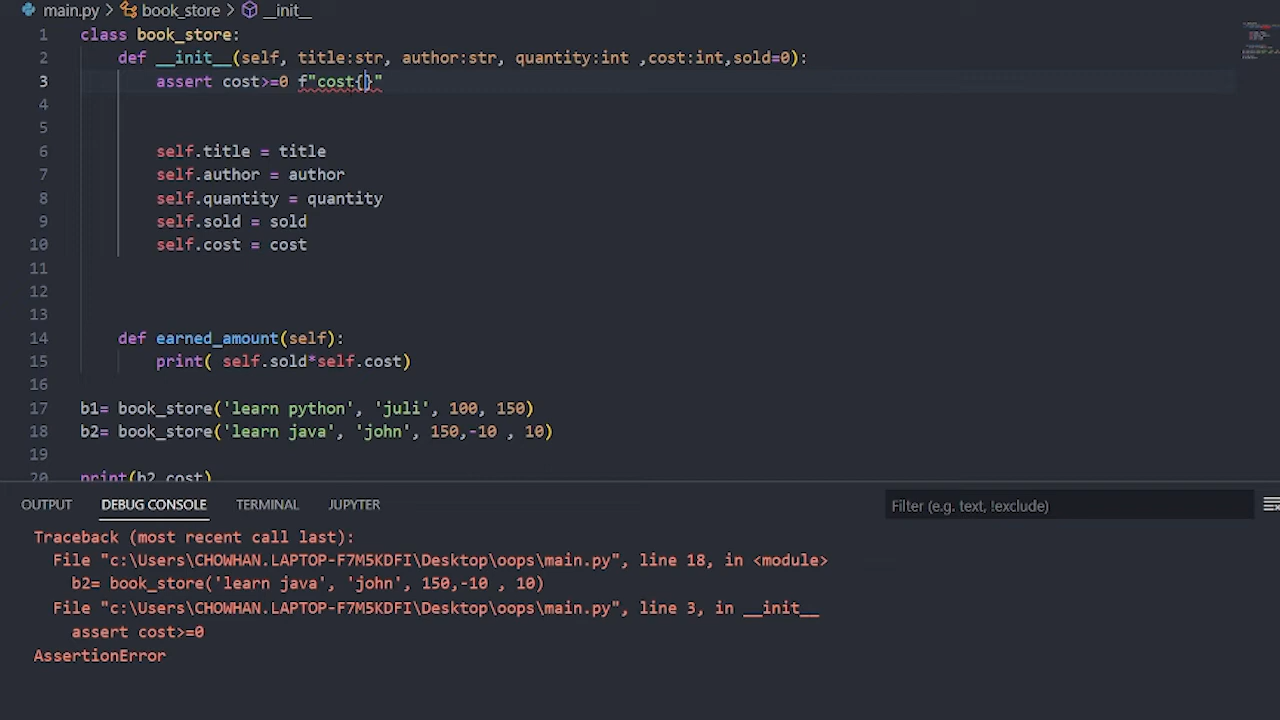 main.py > book_store > __init__
1 class book_store:
2 def __init__(self, title:str, author:str, quantity:int ,cost:int,sold=0):
3 assert cost>=0 f"cost{}"
4
5
6 self.title = title
7 self.author = author
8 self.quantity = quantity
9 self.sold = sold
10 self.cost = cost
11
12
13
14 def earned_amount(self):
15 print( self.sold*self.cost)
16
17 b1= book_store('learn python', 'juli', 100, 150)
18 b2= book_store('learn java', 'john', 150,-10 , 10)
19
20 print(b2.cost)
OUTPUT DEBUG CONSOLE TERMINAL JUPYTER Filter (e.g. text, !exclude)
Traceback (most recent call last):
File "c:\Users\CHOWHAN.LAPTOP-F7M5KDFI\Desktop\oops\main.py", line 18, in <module>
b2= book_store('learn java', 'john', 150,-10 , 10)
File "c:\Users\CHOWHAN.LAPTOP-F7M5KDFI\Desktop\oops\main.py", line 3, in __init__
assert cost>=0
AssertionError